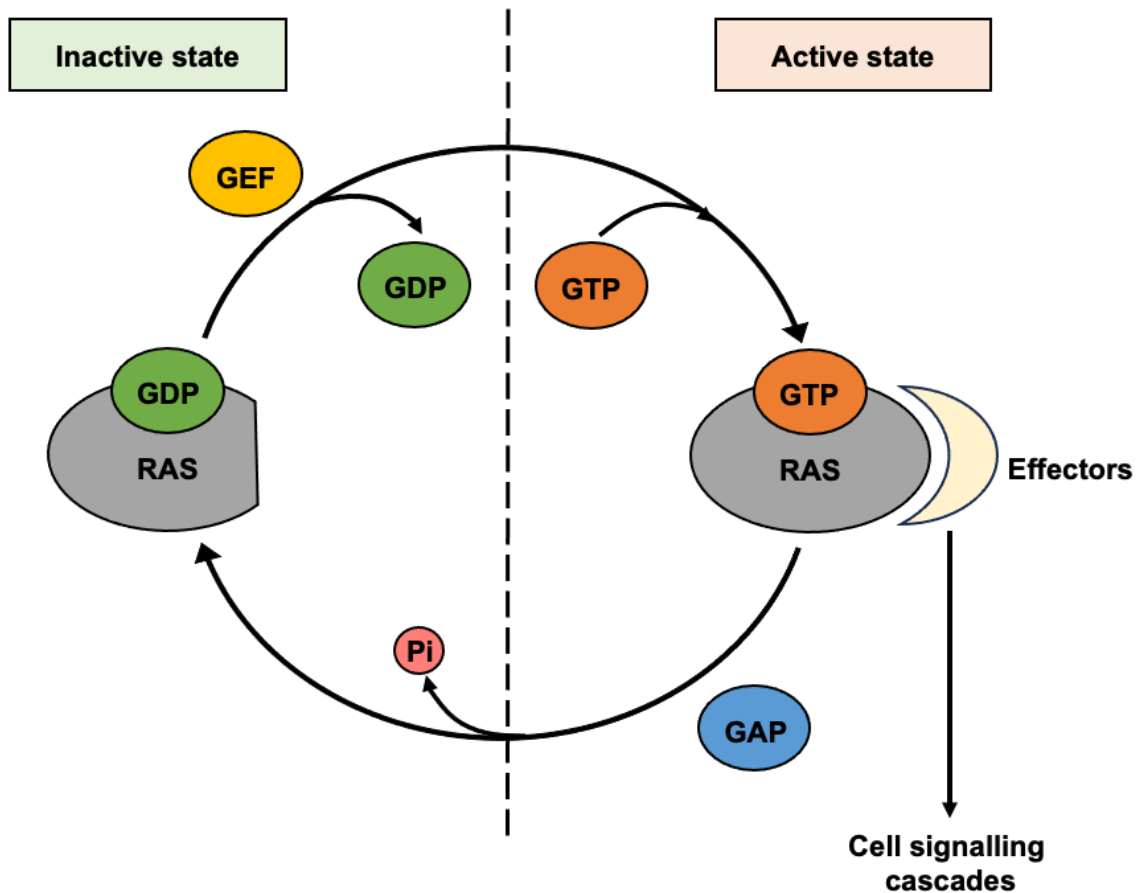 Inactive state
Active state
GEF
GDP
GTP
GDP
RAS
GTP
RAS
Effectors
Pi
GAP
Cell signalling
cascades